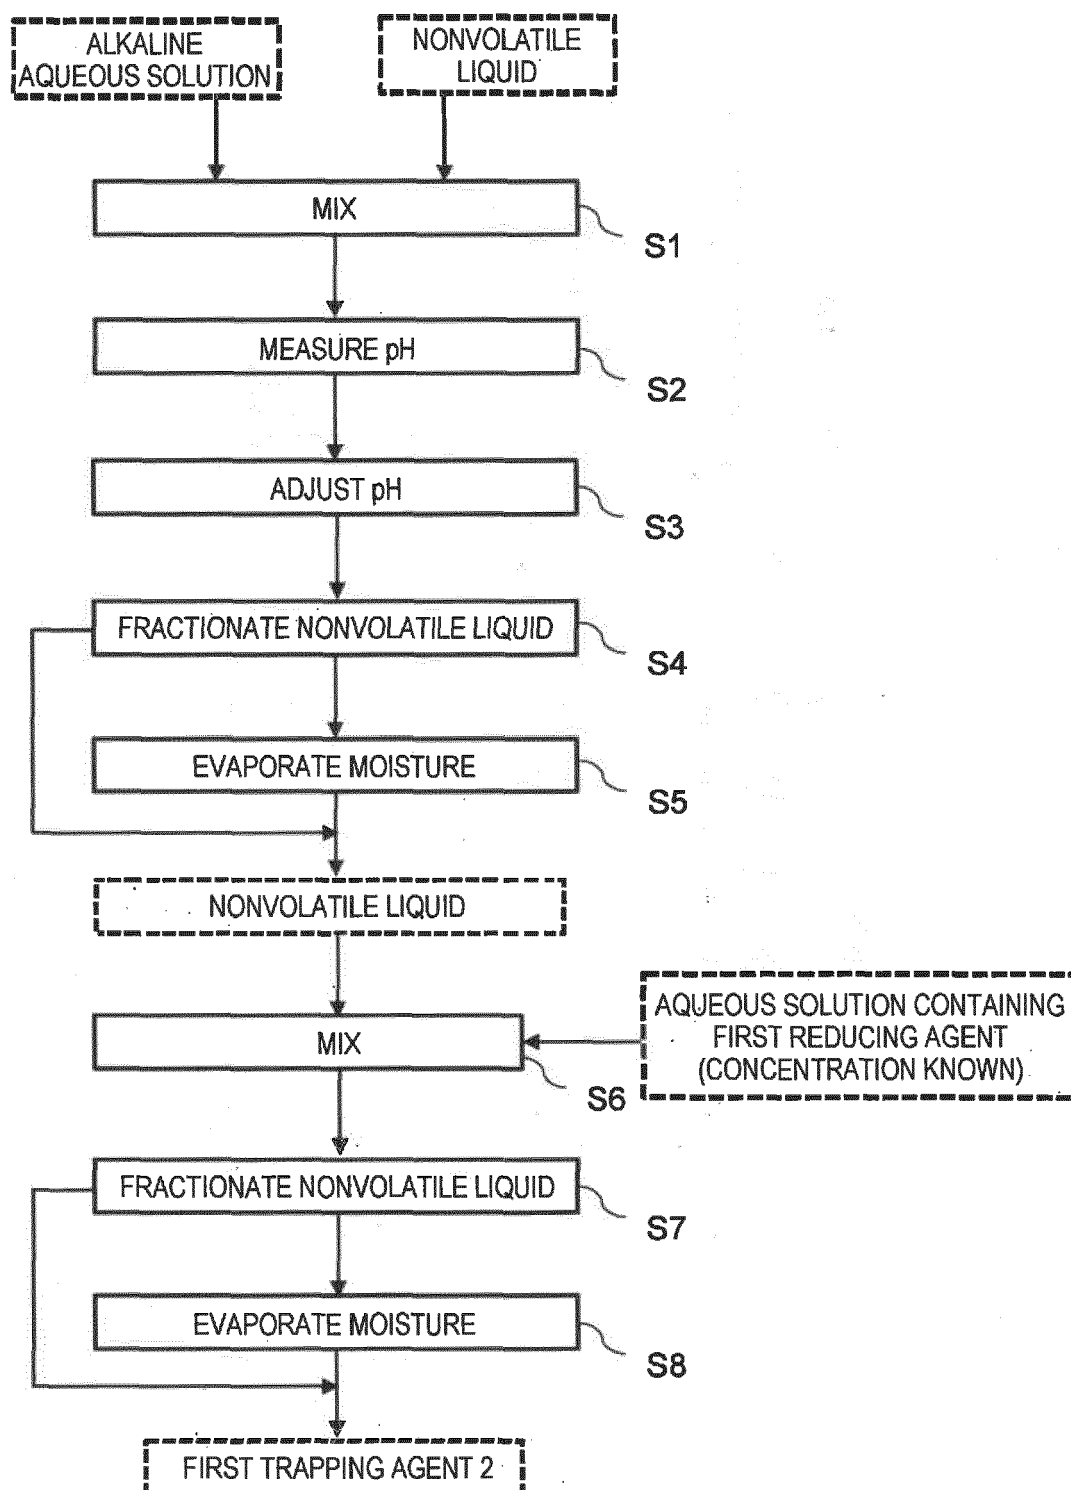 ALKALINE
AQUEOUS SOLUTION
NONVOLATILE
LIQUID
MIX
S1
MEASURE pH
S2
ADJUST pH
S3
FRACTIONATE NONVOLATILE LIQUID
S4
EVAPORATE MOISTURE
S5
NONVOLATILE LIQUID
AQUEOUS SOLUTION CONTAINING
FIRST REDUCING AGENT
(CONCENTRATION KNOWN)
MIX
S6
FRACTIONATE NONVOLATILE LIQUID
S7
EVAPORATE MOISTURE
S8
FIRST TRAPPING AGENT 2